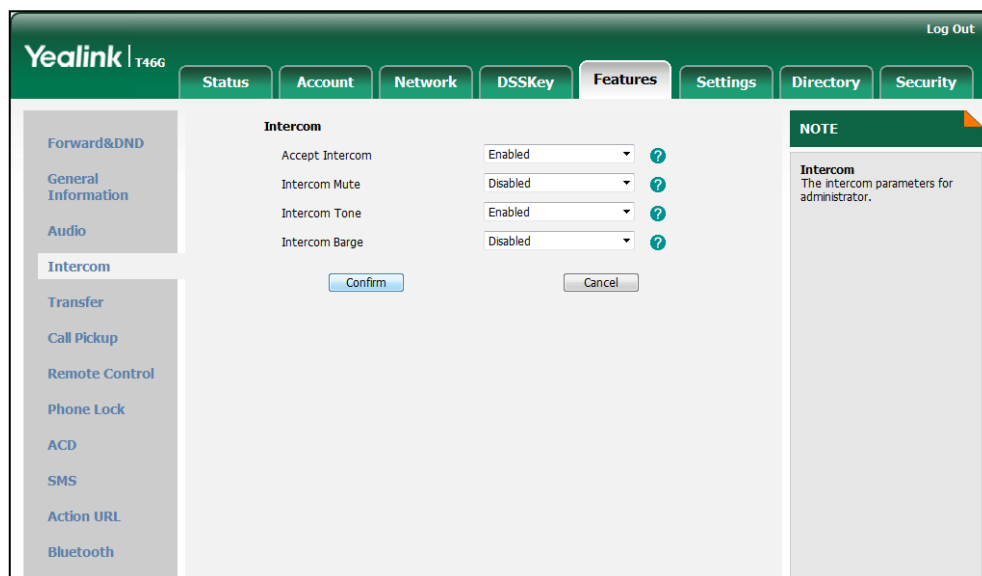 Log Out
Yealink T46G
Status Account Network DSSKey Features Settings Directory Security
Forward&DND
General
Information
Audio
Intercom
Transfer
Call Pickup
Remote Control
Phone Lock
ACD
SMS
Action URL
Bluetooth
Intercom
Accept Intercom Enabled ?
Intercom Mute Disabled ?
Intercom Tone Enabled ?
Intercom Barge Disabled ?
Confirm Cancel
NOTE
Intercom
The intercom parameters for
administrator.